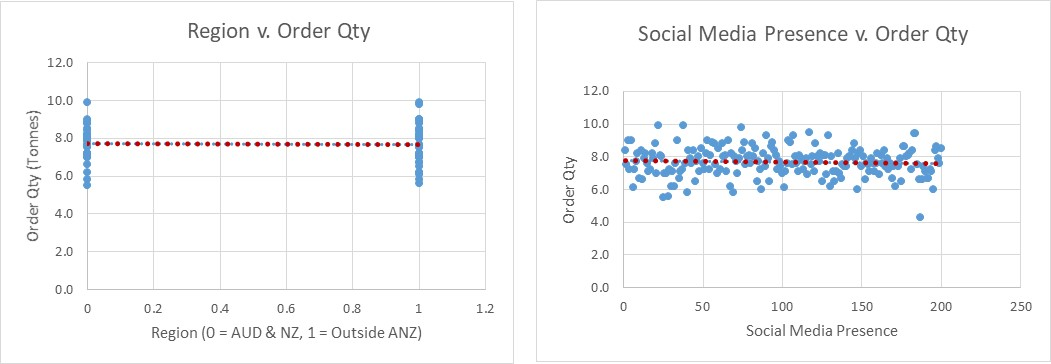 Region v. Order Qty
Order Qty (Tonnes)
12.0
10.0
8.0
6.0
4.0
2.0
0.0
0 0.2 0.4 0.6 0.8 1 1.2
Region (0 = AUD & NZ, 1 = Outside ANZ)
Social Media Presence v. Order Qty
Order Qty
12.0
10.0
8.0
6.0
4.0
2.0
0.0
0 50 100 150 200 250
Social Media Presence